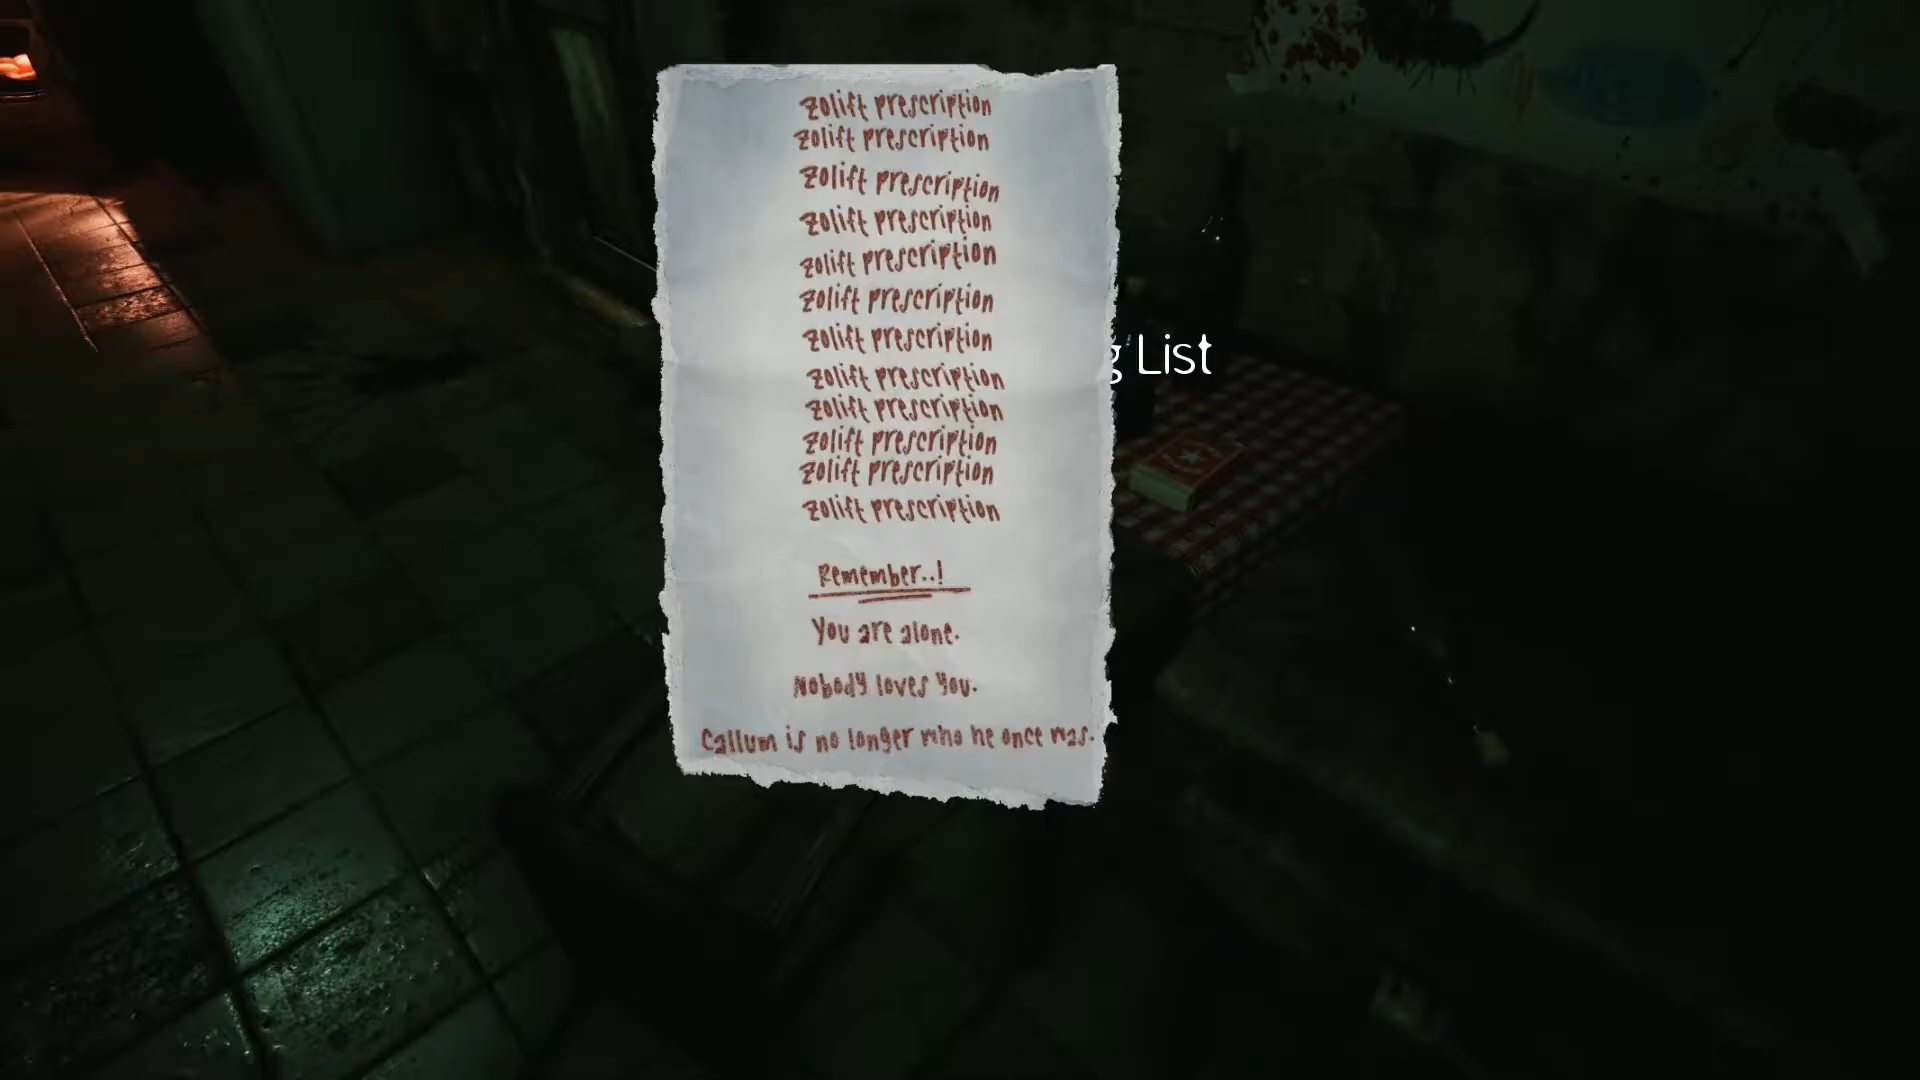 Zolift prescription
Zolift prescription
Zolift prescription
Zolift prescription
Zolift prescription
Zolift prescription
Zolift prescription
Zolift prescription
Zolift prescription
Zolift prescription
Zolift prescription
Zolift prescription
g List
Remember..!
You are alone.
Nobody loves you.
Callum is no longer who he once was.